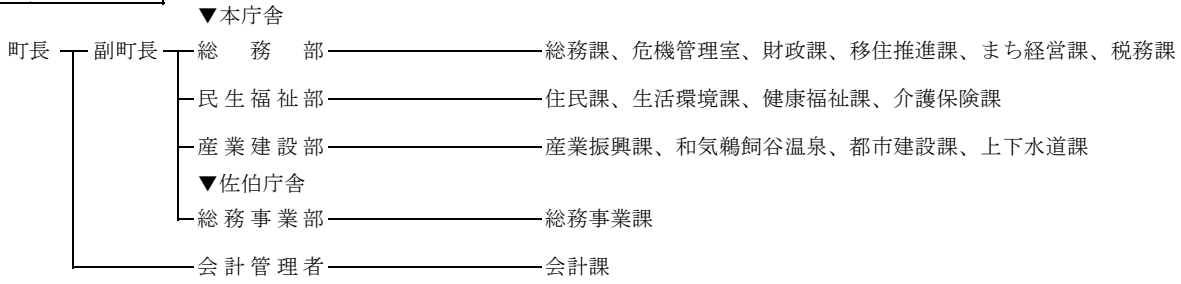 ▼本庁舎
町長 副町長 総務部 総務課、危機管理室、財政課、移住推進課、まち経営課、税務課
民生福祉部 住民課、生活環境課、健康福祉課、介護保険課
産業建設部 産業振興課、和気鵜飼谷温泉、都市建設課、上下水道課
▼佐伯庁舎
総務事業部 総務事業課
会計管理者 会計課